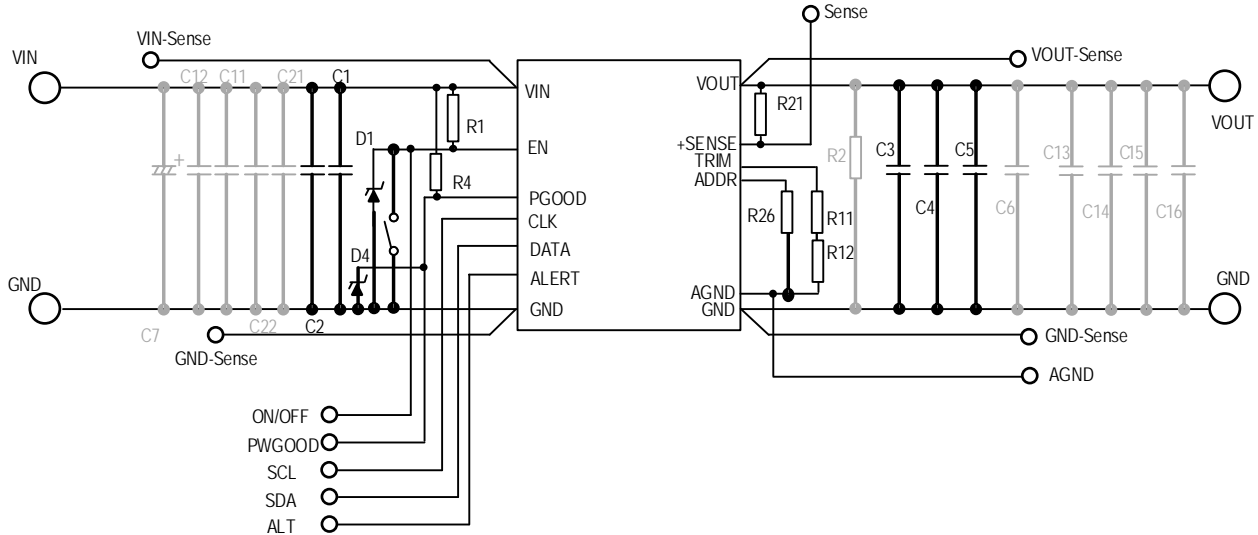 Sense
VIN-Sense
VOUT-Sense
VIN
C12
C11
C21
C1
VIN
VOUT
R21
R1
VOUT
D1
EN
+SENSE
TRIM
ADDR
R2
C3
C5
C13
C15
R4
PGOOD
CLK
R26
R11
C4
C6
C14
C16
D4
DATA
R12
ALERT
GND
AGND
GND
GND
GND
C7
C22
C2
GND-Sense
GND-Sense
AGND
ON/OFF
PWGOOD
SCL
SDA
ALT